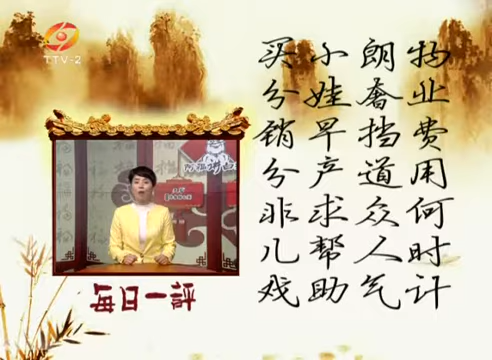 TTV-2
物业费用何时计
朗奢挡道众人气
小娃早产求帮助
买分销分非儿戏
每日一評